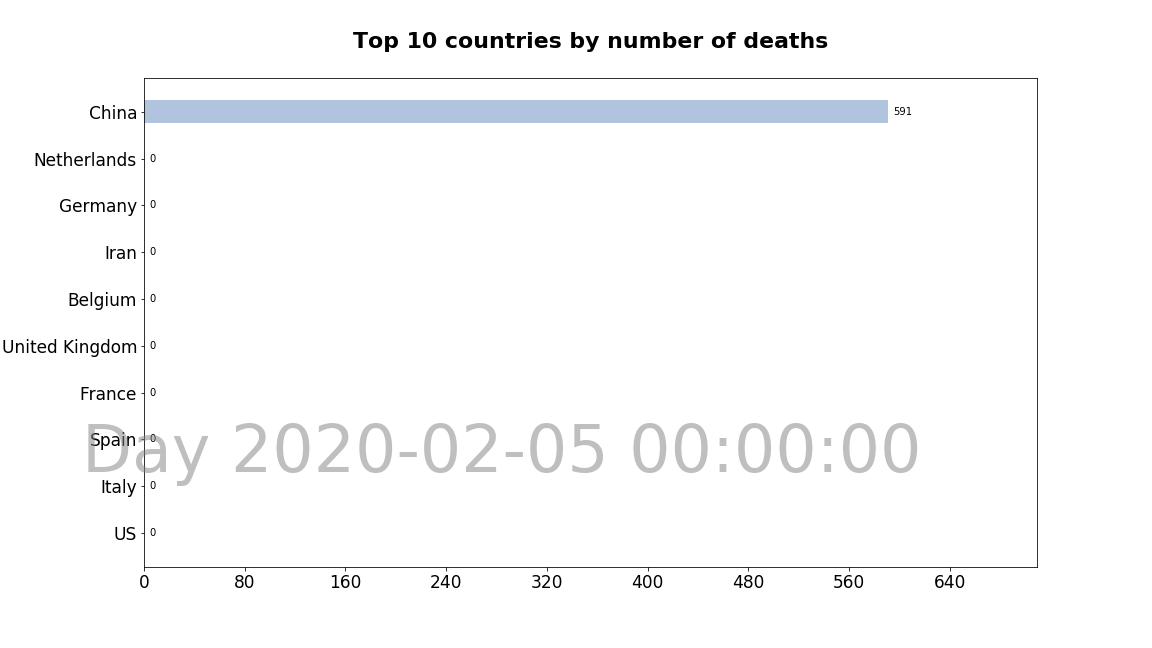 Top 10 countries by number of deaths
China 591
Netherlands 0
Germany 0
Iran 0
Belgium 0
United Kingdom 0
France 0
Spain 0
Day 2020-02-05 00:00:00
Italy 0
US 0
0 80 160 240 320 400 480 560 640